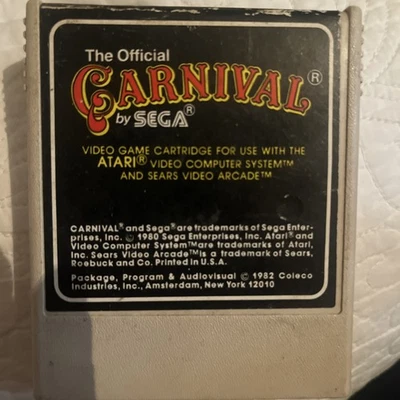 The Official
CARNIVAL®
by SEGA®
VIDEO GAME CARTRIDGE FOR USE WITH THE
ATARI® VIDEO COMPUTER SYSTEM™
AND SEARS VIDEO ARCADE™
CARNIVAL® and Sega® are trademarks of Sega Enter-
prises, Inc. © 1980 Sega Enterprises, Inc. Atari® and
Video Computer System™ are trademarks of Atari,
Inc. Sears Video Arcade™ is a trademark of Sears,
Roebuck and Co. Printed in U.S.A.
Package, Program & Audiovisual © 1982 Coleco
Industries, Inc., Amsterdam, New York 12010